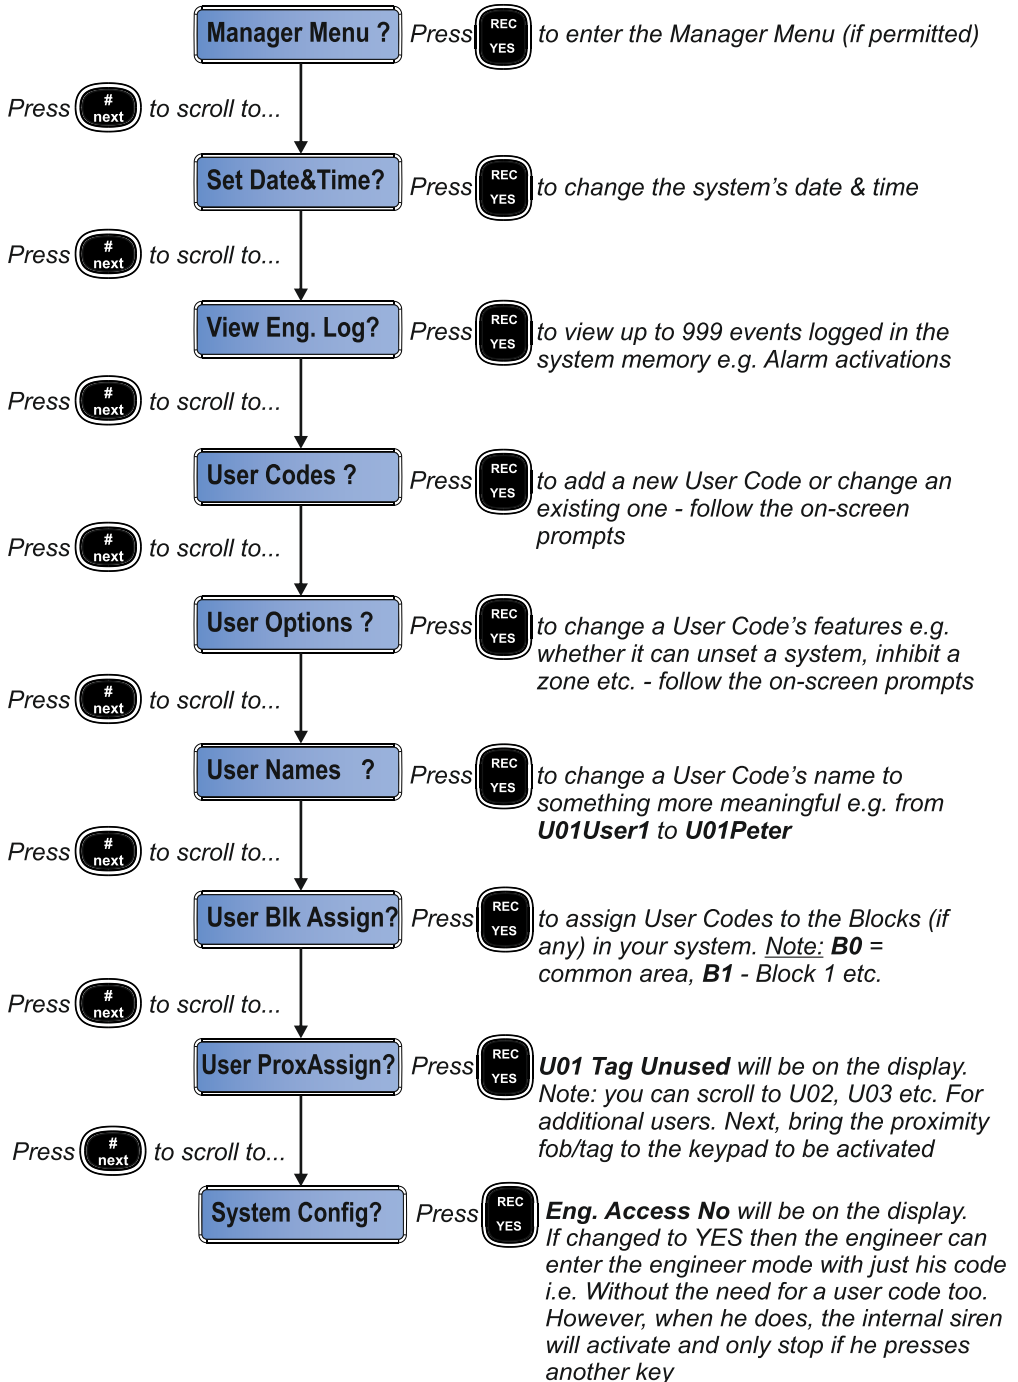 Manager Menu ? Press REC YES to enter the Manager Menu (if permitted)
Press # next to scroll to...
Set Date&Time? Press REC YES to change the system's date & time
Press # next to scroll to...
View Eng. Log? Press REC YES to view up to 999 events logged in the
system memory e.g. Alarm activations
Press # next to scroll to...
User Codes ? Press REC YES to add a new User Code or change an
existing one - follow the on-screen
prompts
Press # next to scroll to...
User Options ? Press REC YES to change a User Code's features e.g.
whether it can unset a system, inhibit a
zone etc. - follow the on-screen prompts
Press # next to scroll to...
User Names ? Press REC YES to change a User Code's name to
something more meaningful e.g. from
U01User1 to U01Peter
Press # next to scroll to...
User Blk Assign? Press REC YES to assign User Codes to the Blocks (if
any) in your system. Note: B0 =
common area, B1 - Block 1 etc.
Press # next to scroll to...
User ProxAssign? Press REC YES U01 Tag Unused will be on the display.
Note: you can scroll to U02, U03 etc. For
additional users. Next, bring the proximity
fob/tag to the keypad to be activated
Press # next to scroll to...
System Config? Press REC YES Eng. Access No will be on the display.
If changed to YES then the engineer can
enter the engineer mode with just his code
i.e. Without the need for a user code too.
However, when he does, the internal siren
will activate and only stop if he presses
another key